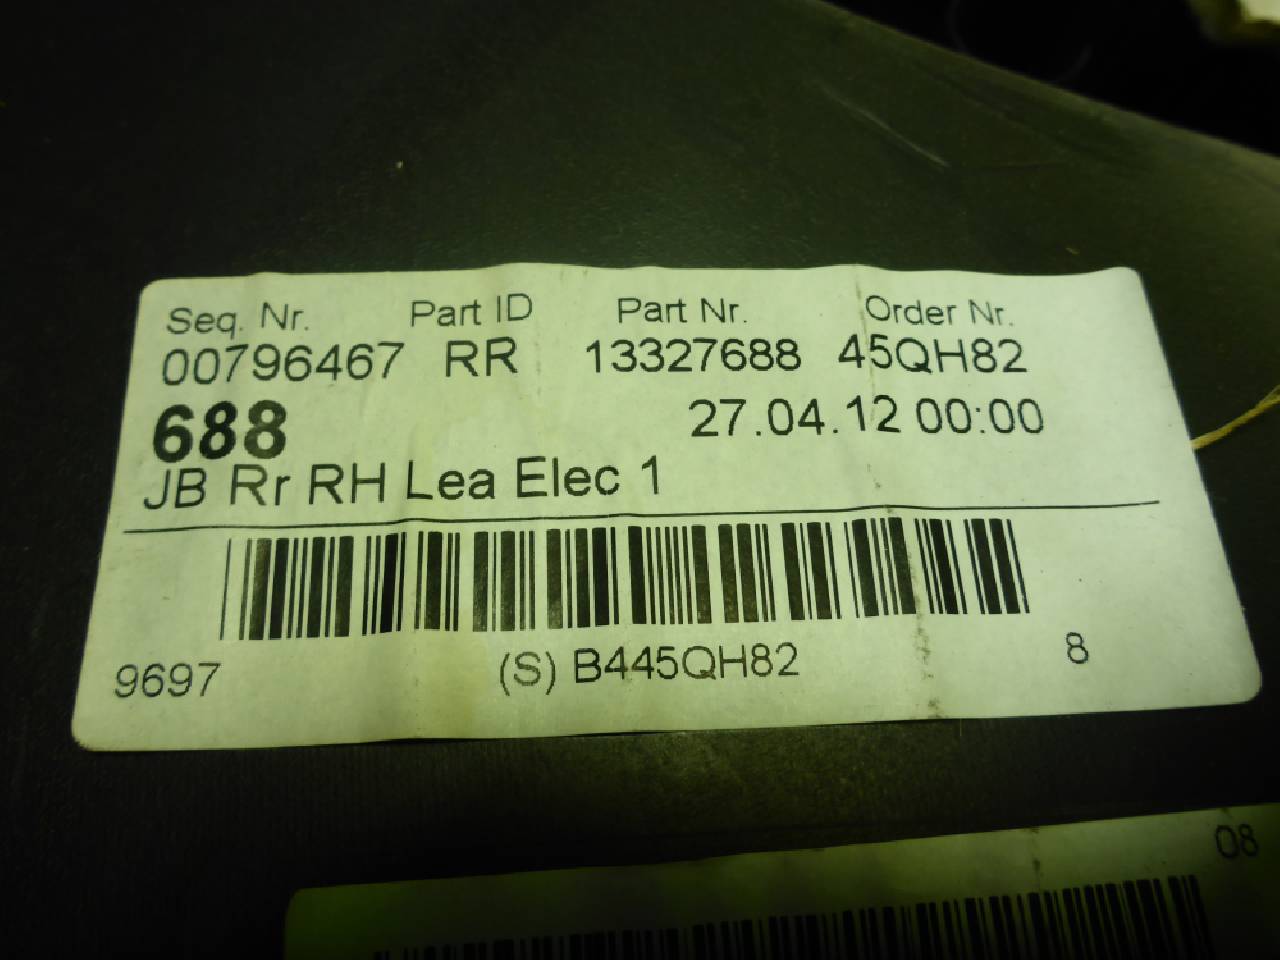 Seq. Nr. Part ID Part Nr. Order Nr.
00796467 RR 13327688 45QH82
688 27.04.12 00:00
JB Rr RH Lea Elec 1
9697 (S) B445QH82 8
08